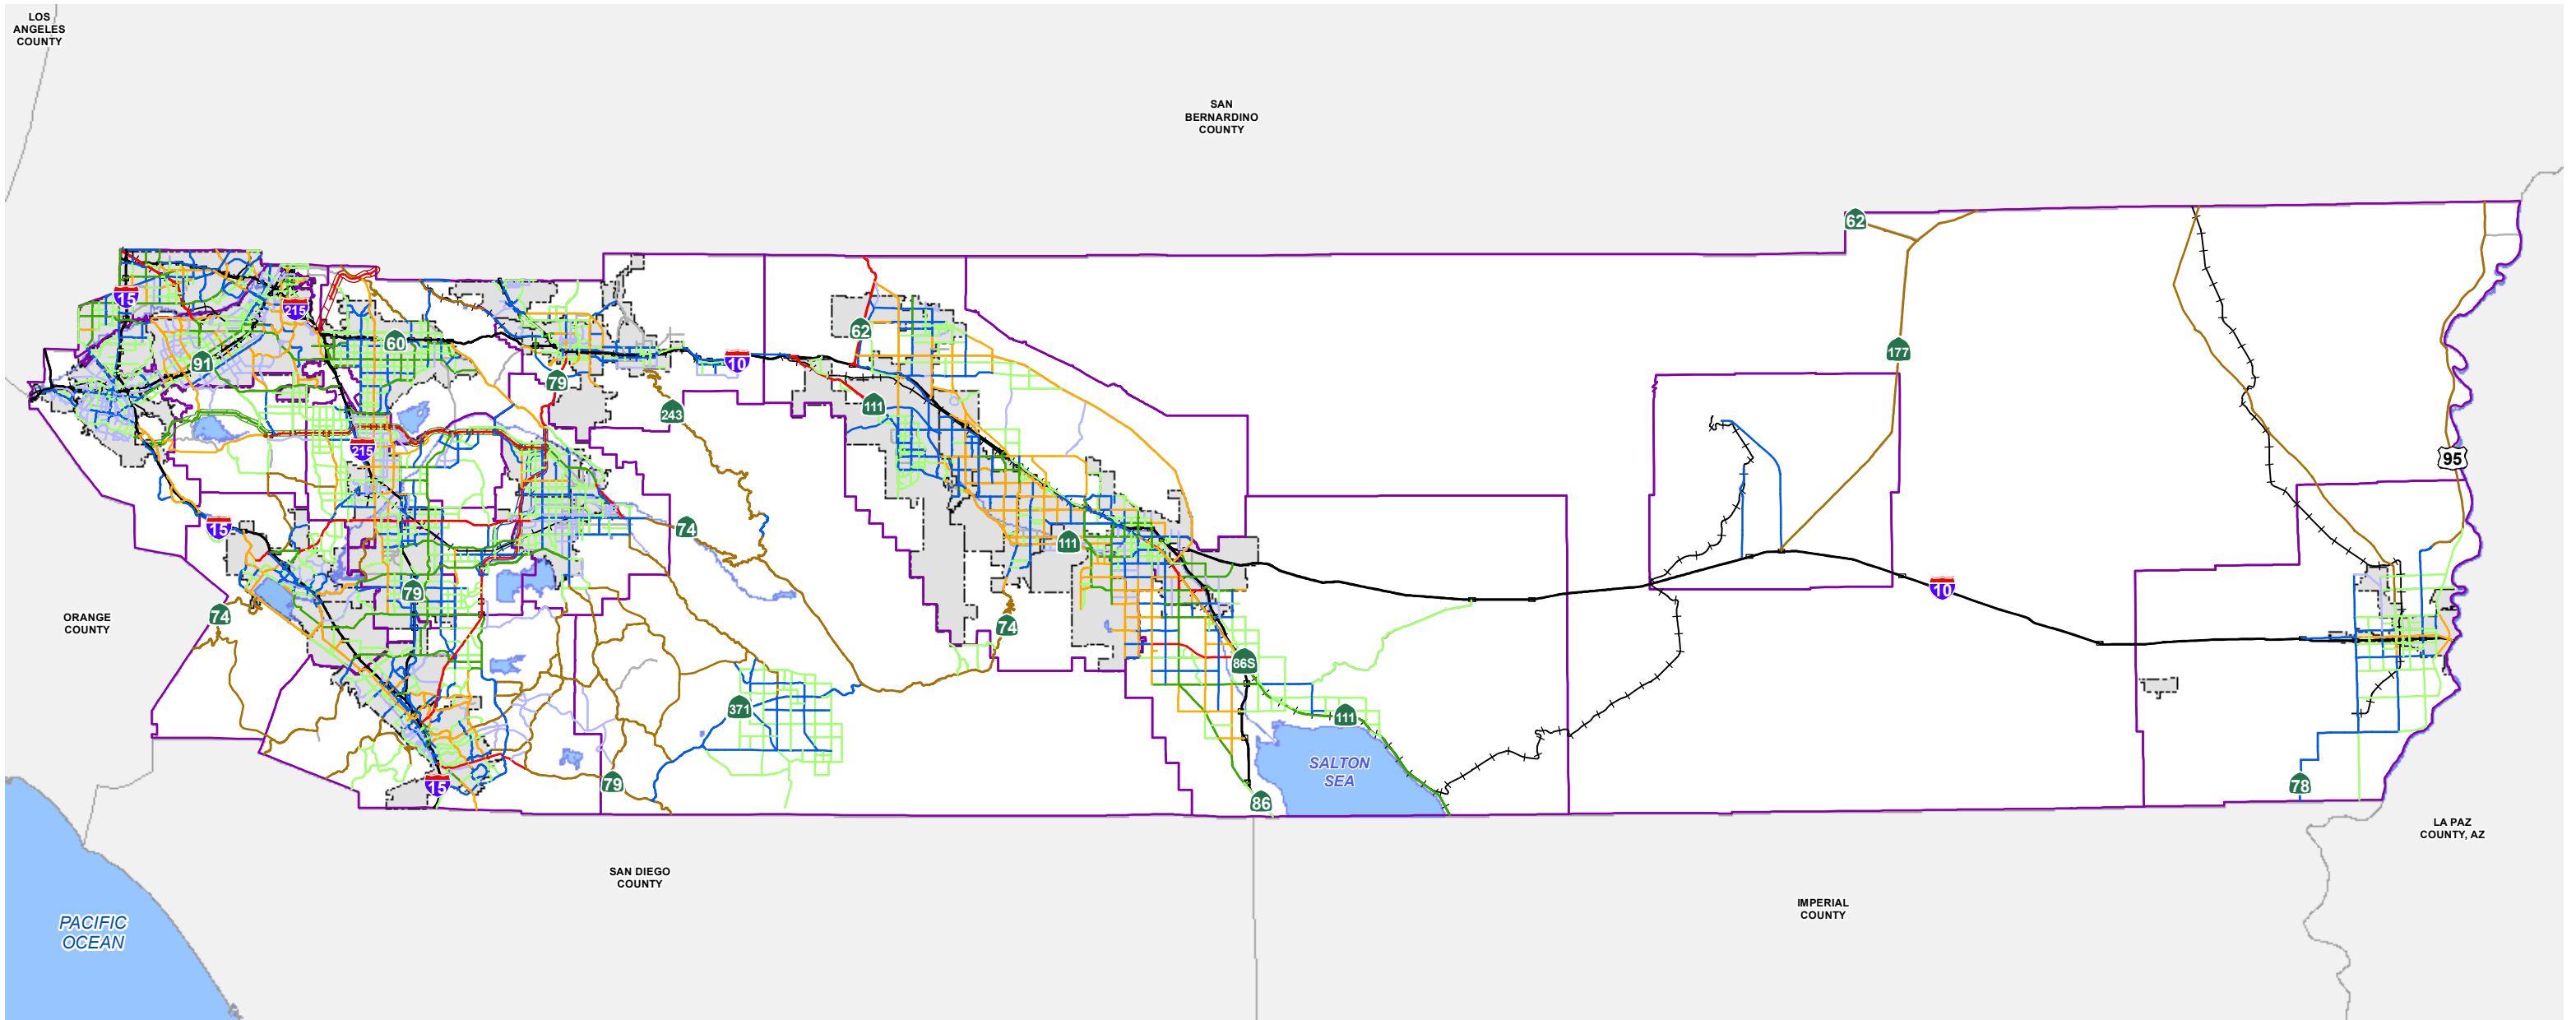 LOS
ANGELES
COUNTY
SAN
BERNARDINO
COUNTY
62
15
215
62
60
177
91
10
79
111
243
215
95
15
74
111
79
10
74
ORANGE
COUNTY
74
86S
371
111
SALTON
SEA
79
15
78
86
LA PAZ
COUNTY, AZ
SAN DIEGO
COUNTY
IMPERIAL
COUNTY
PACIFIC
OCEAN